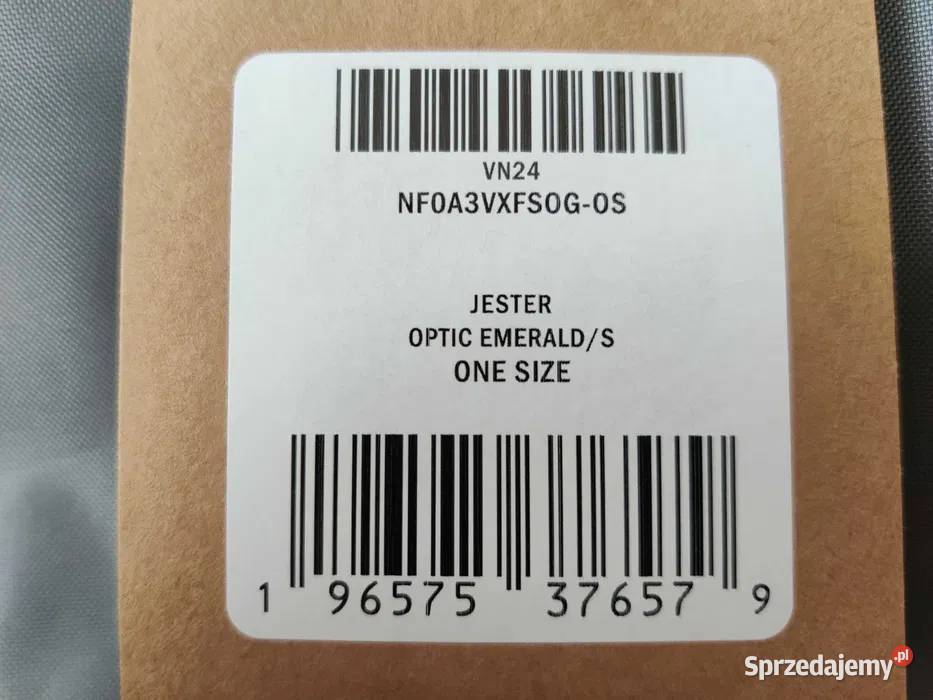 VN24
NF0A3VXFSOG-OS
JESTER
OPTIC EMERALD/S
ONE SIZE
1 96575 37657 9
Sprzedajemy.pl